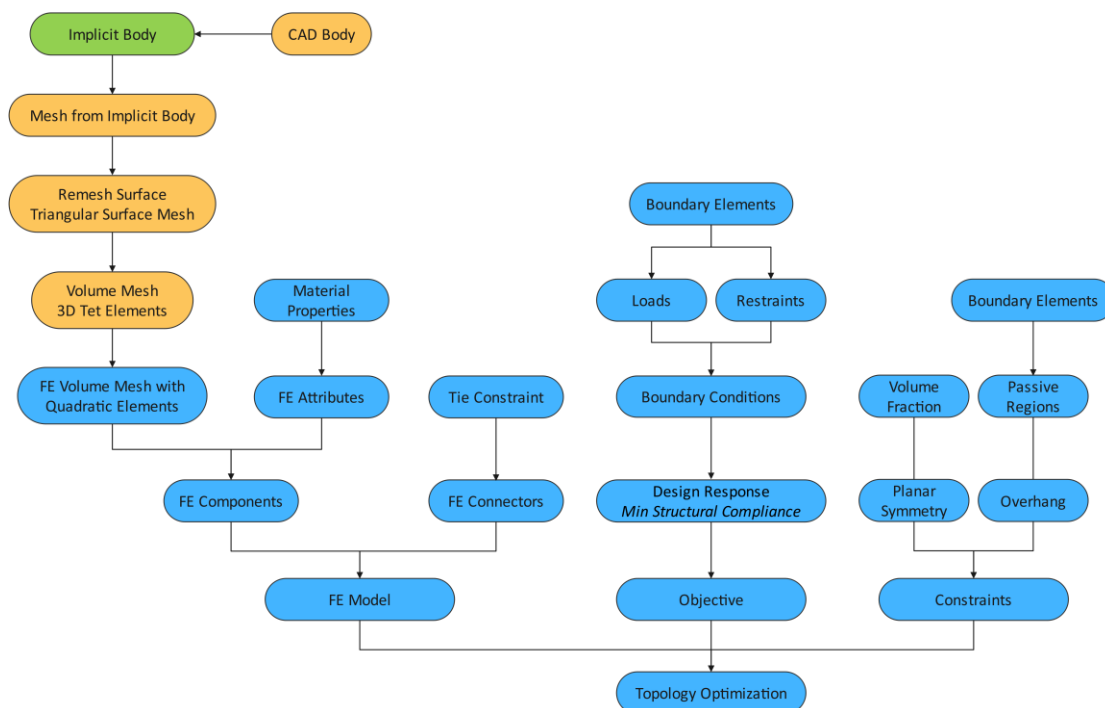 Implicit Body
CAD Body
Mesh from Implicit Body
Remesh Surface
Triangular Surface Mesh
Boundary Elements
Volume Mesh
3D Tet Elements
Material
Properties
Loads
Restraints
Boundary Elements
FE Volume Mesh with
Quadratic Elements
FE Attributes
Tie Constraint
Boundary Conditions
Volume
Fraction
Passive
Regions
FE Components
FE Connectors
Design Response
Min Structural Compliance
Planar
Symmetry
Overhang
FE Model
Objective
Constraints
Topology Optimization